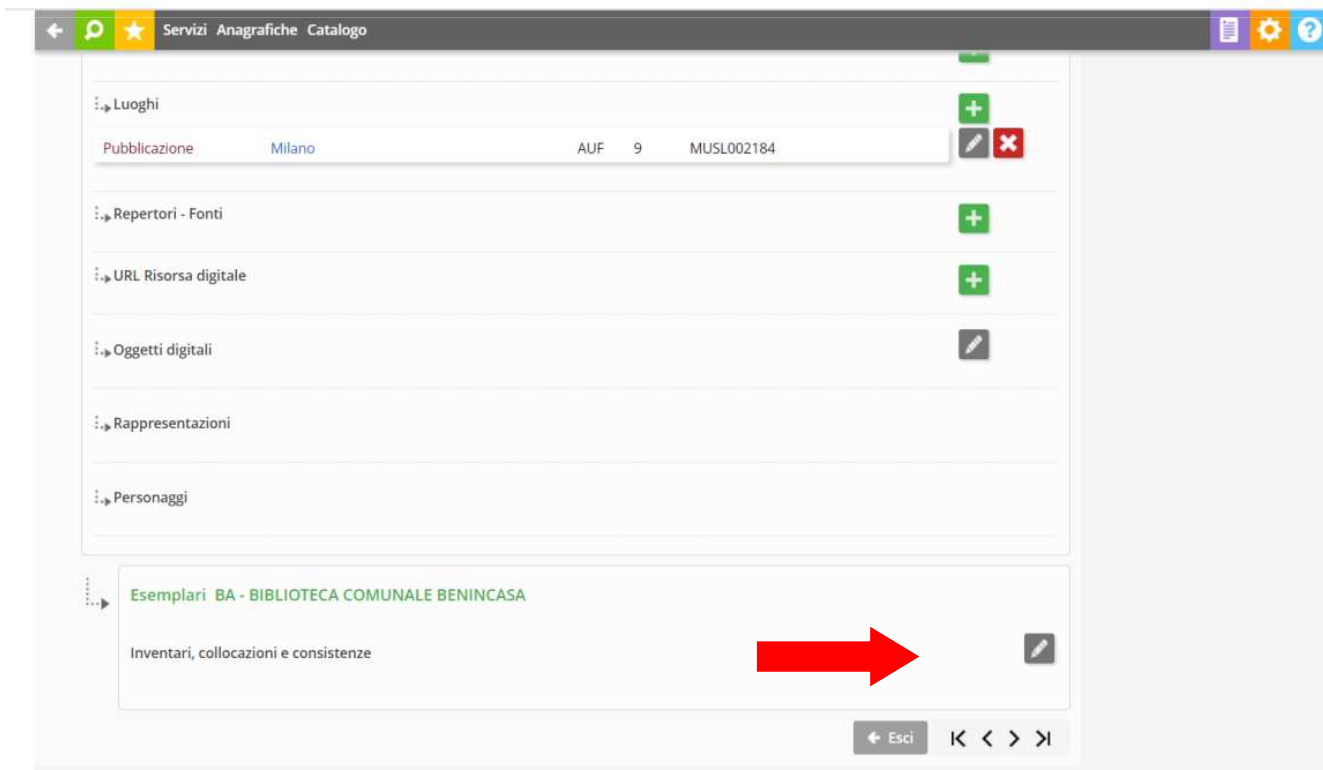 Servizi Anagrafiche Catalogo
Luoghi
Pubblicazione Milano AUF 9 MUSL002184
Repertori - Fonti
URL Risorsa digitale
Oggetti digitali
Rappresentazioni
Personaggi
Esemplari BA - BIBLIOTECA COMUNALE BENINCASA
Inventari, collocazioni e consistenze
Esci